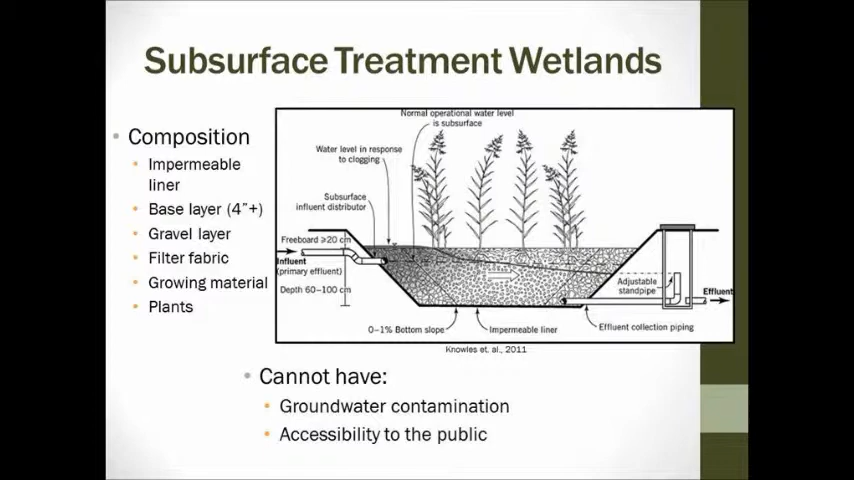 Subsurface Treatment Wetlands
Composition
Impermeable
liner
Base layer (4"+)
Gravel layer
Filter fabric
Growing material
Plants
Normal operational water level
is subsurface
Water level in response
to clogging
Subsurface
influent distributor
Freeboard ≥20 cm
Influent
(primary effluent)
Depth 60–100 cm
Adjustable
standpipe
Effluent
0–1% Bottom slope
Impermeable liner
Effluent collection piping
Knowles et. al., 2011
Cannot have:
Groundwater contamination
Accessibility to the public